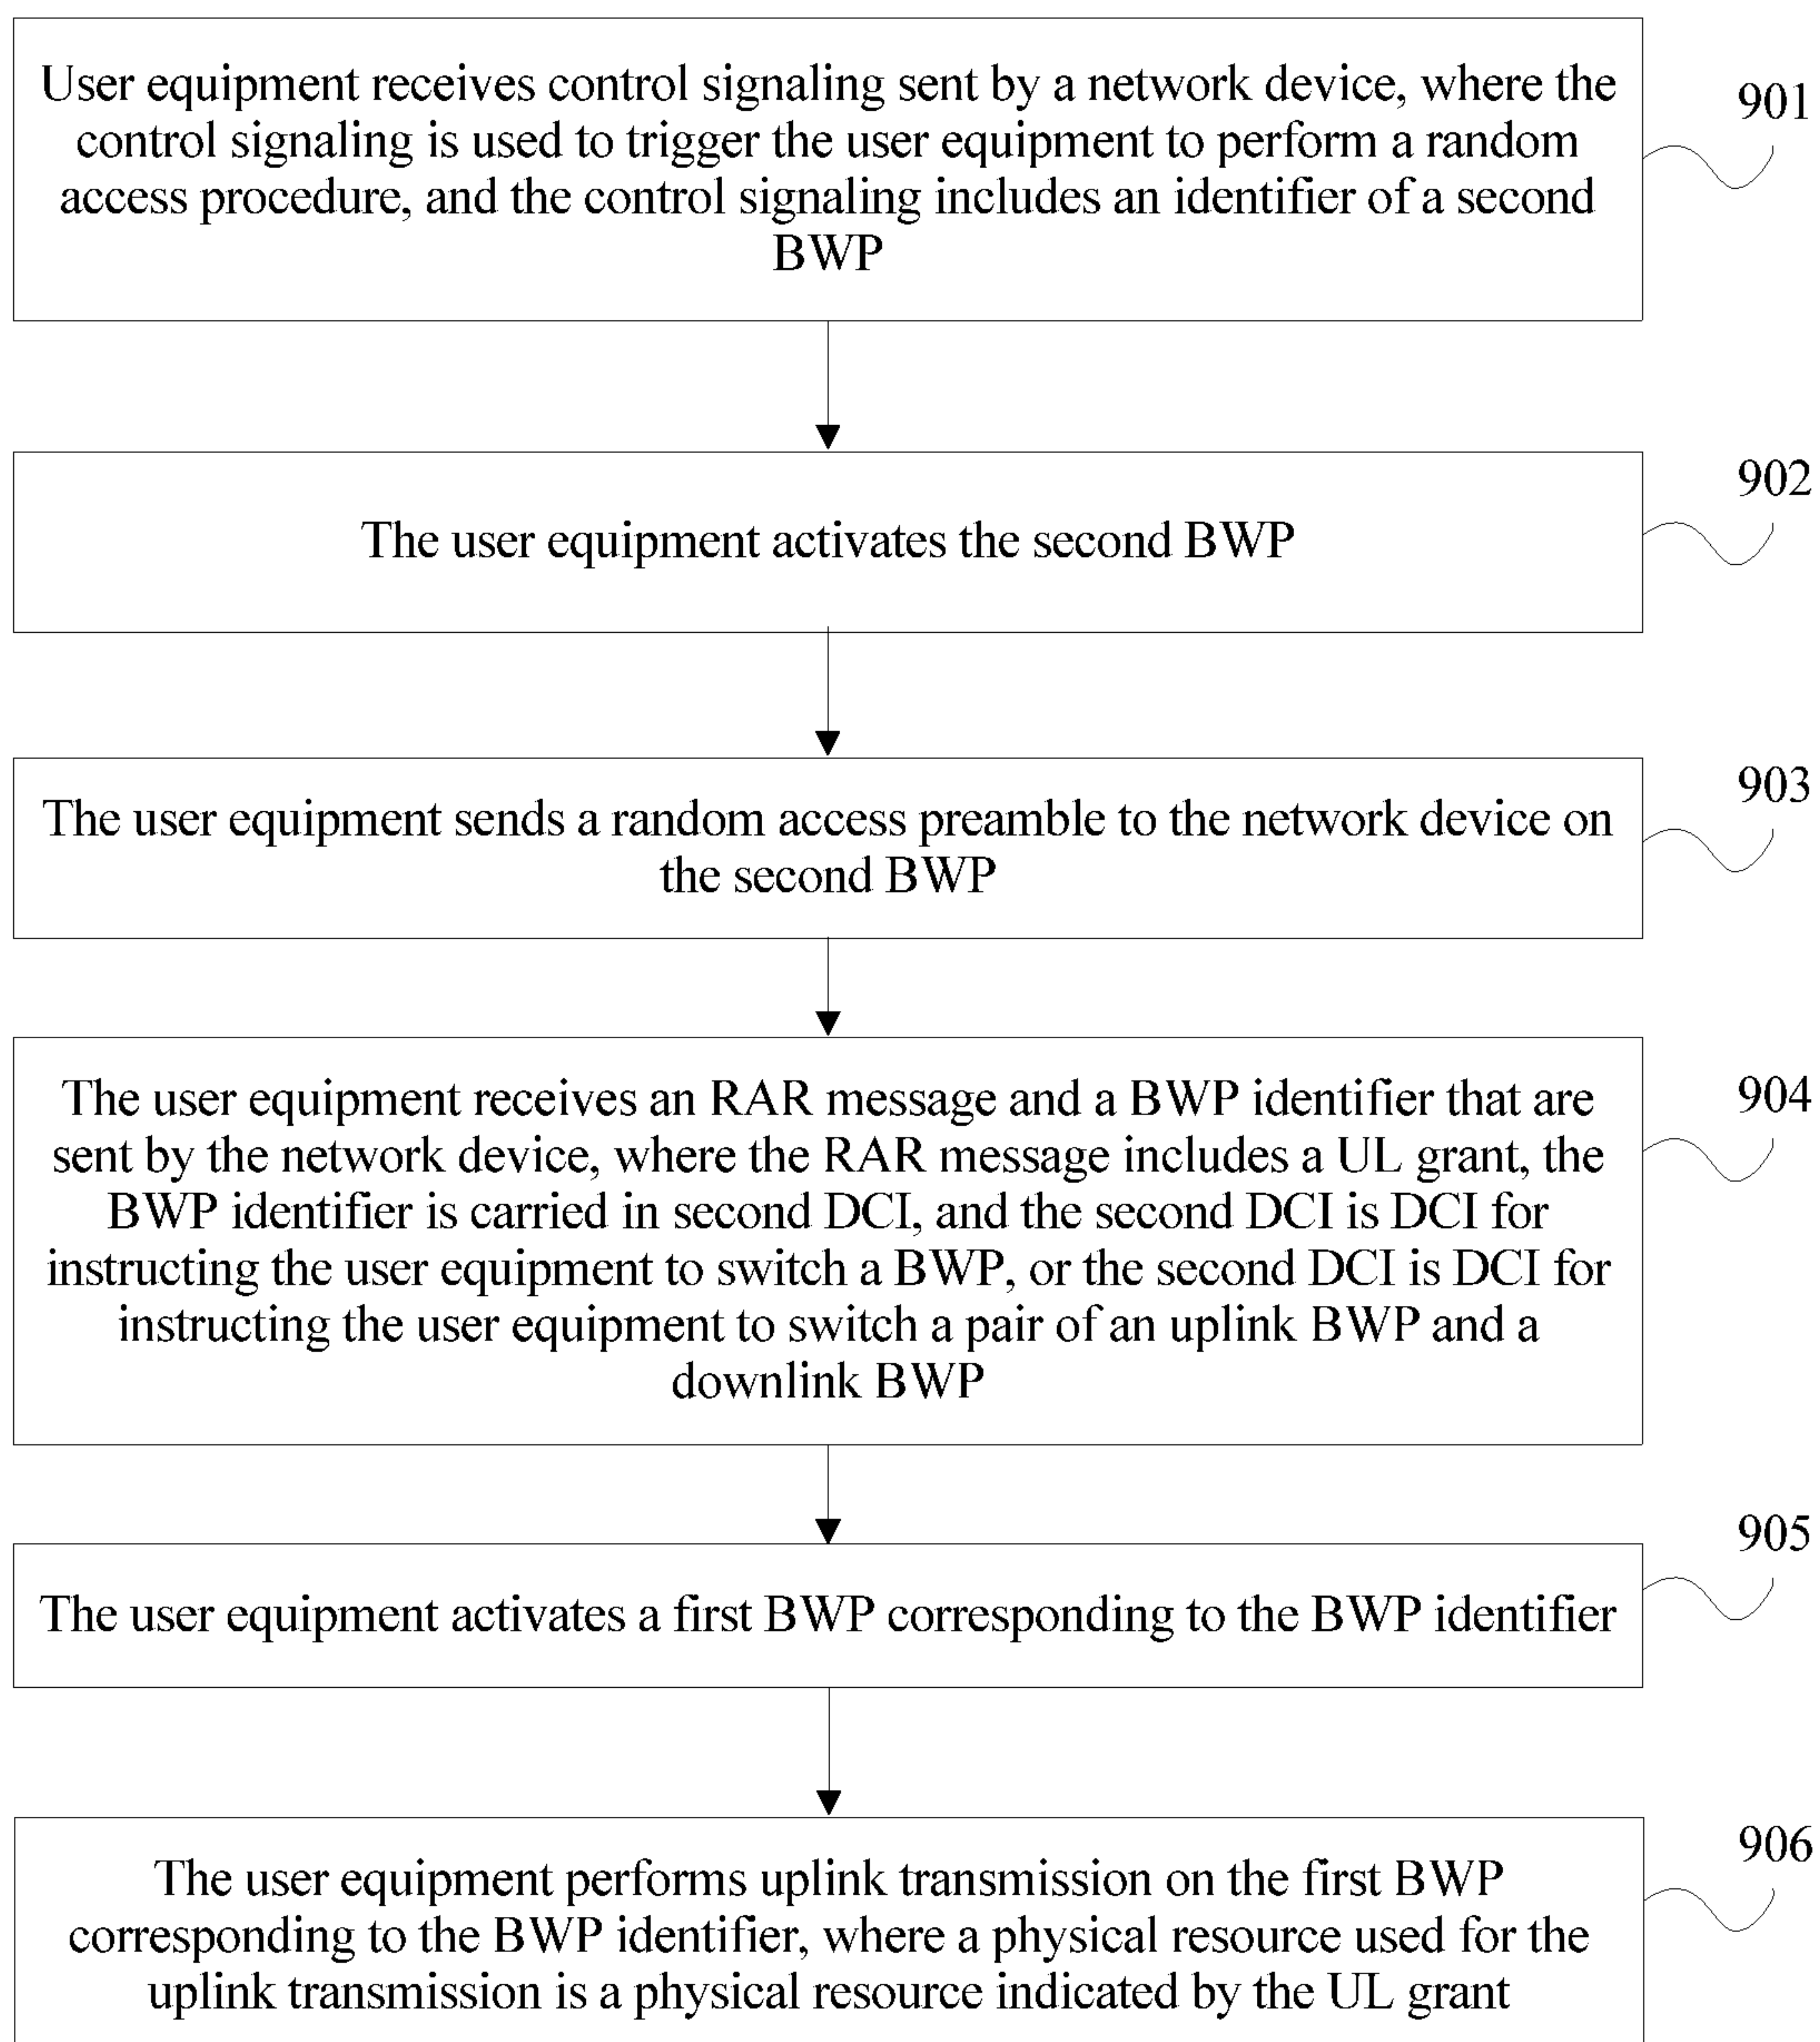 User equipment receives control signaling sent by a network device, where the
control signaling is used to trigger the user equipment to perform a random
access procedure, and the control signaling includes an identifier of a second
BWP
901
The user equipment activates the second BWP
902
The user equipment sends a random access preamble to the network device on
the second BWP
903
The user equipment receives an RAR message and a BWP identifier that are
sent by the network device, where the RAR message includes a UL grant, the
BWP identifier is carried in second DCI, and the second DCI is DCI for
instructing the user equipment to switch a BWP, or the second DCI is DCI for
instructing the user equipment to switch a pair of an uplink BWP and a
downlink BWP
904
The user equipment activates a first BWP corresponding to the BWP identifier
905
The user equipment performs uplink transmission on the first BWP
corresponding to the BWP identifier, where a physical resource used for the
uplink transmission is a physical resource indicated by the UL grant
906